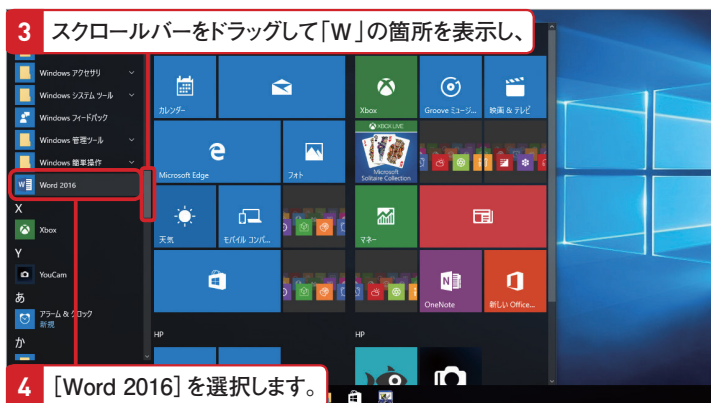 3 スクロールバーをドラッグして「W」の箇所を表示し、
Windows アクセサリ
Windows システム ツール
Windows フィードバック
Windows 管理ツール
Windows 簡単操作
Word 2016
X
Xbox
Y
YouCam
あ
アラーム & クロック
新規
か
カレンダー
Microsoft Edge
フォト
天気
モバイル コンパ...
HP
Xbox
Groove ミュージ...
映画 & テレビ
XBOX LIVE
Microsoft
Solitaire Collection
マネー
OneNote
新しい Office...
HP
4 [Word 2016] を選択します。